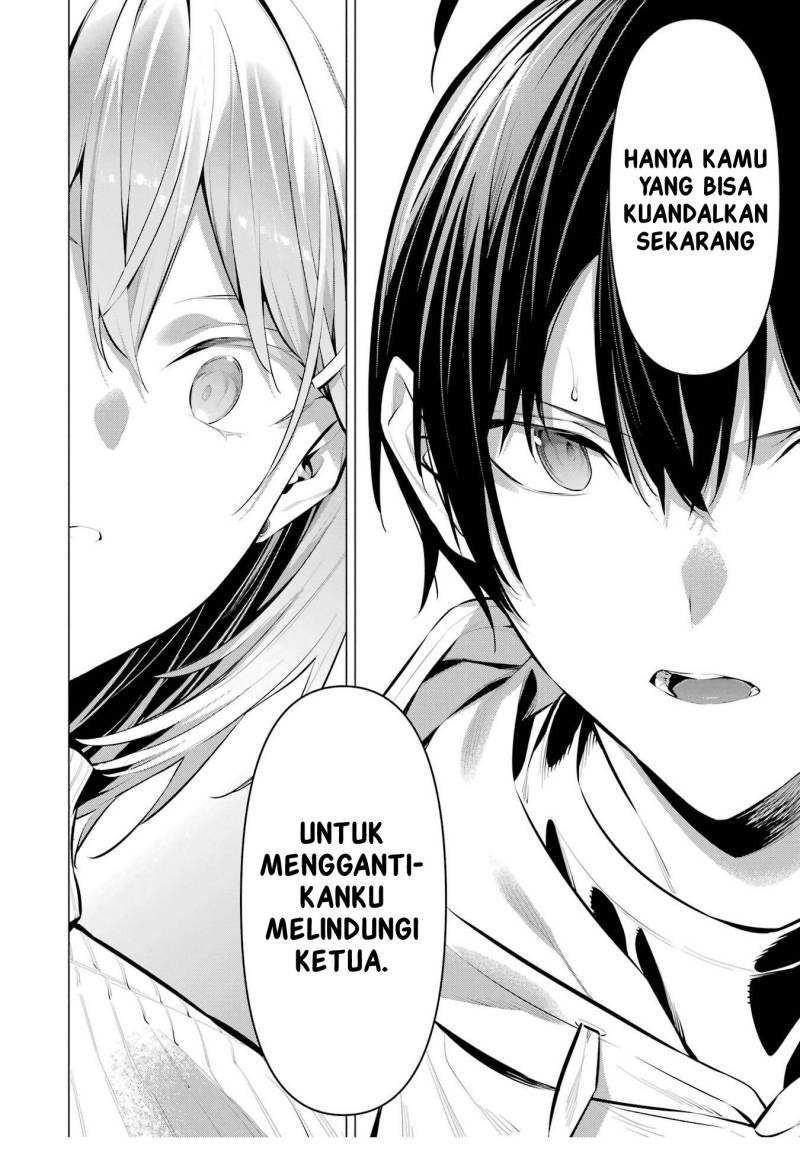 HANYA KAMU
YANG BISA
KUANDALKAN
SEKARANG
UNTUK
MENGGANTI-
KANKU
MELINDUNGI
KETUA.